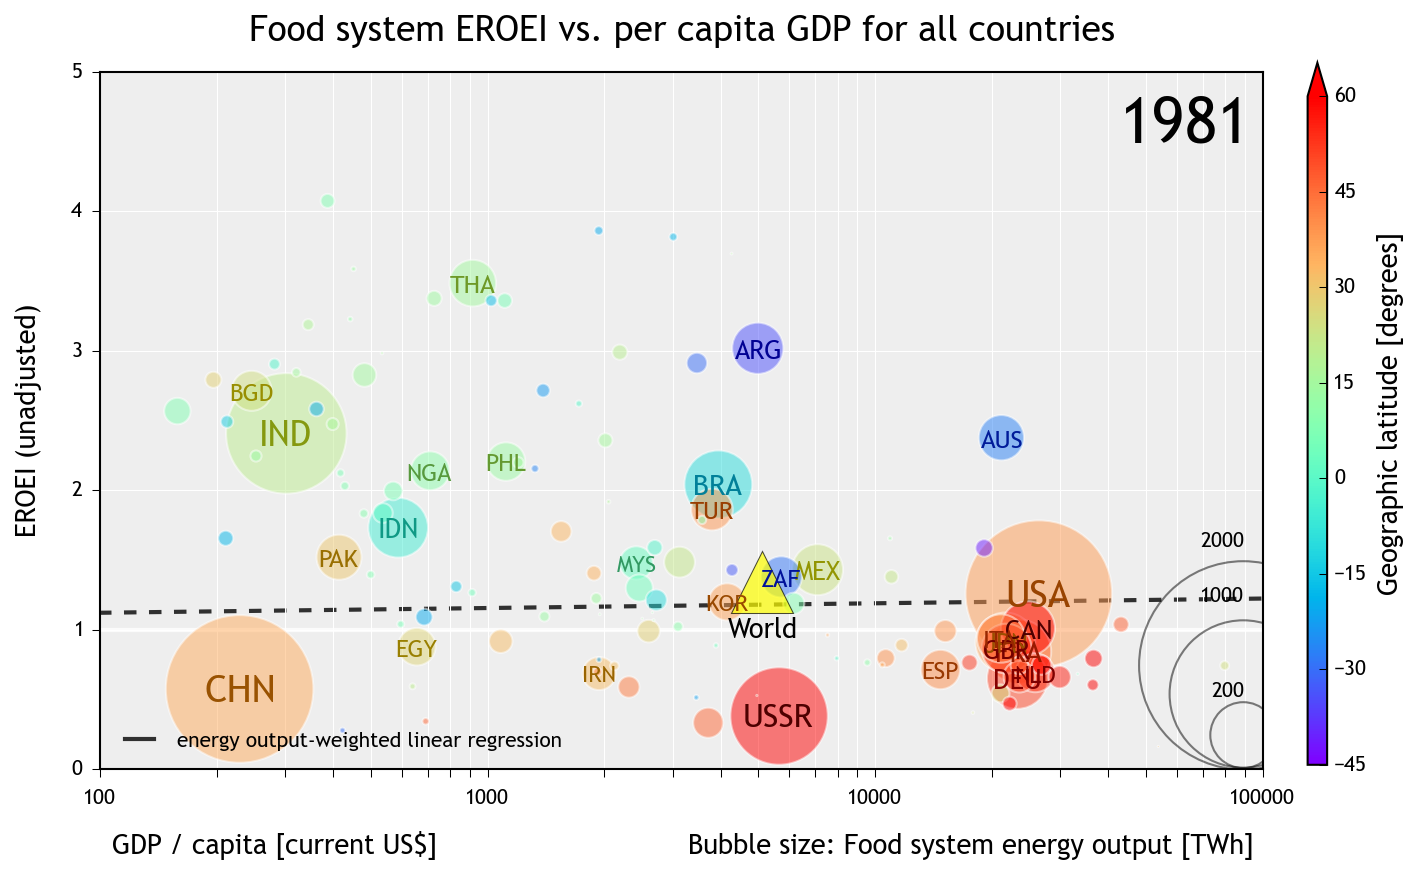 Food system EROEI vs. per capita GDP for all countries
1981
EROEI (unadjusted)
5
4
3
2
1
0
THA
ARG
BGD
IND
AUS
NGA
PHL
BRA
TUR
IDN
PAK
MYS
ZAF
MEX
USA
KOR
World
CAN
EGY
GBR
IRN
ESP
DEU
NLD
CHN
USSR
energy output-weighted linear regression
2000
1000
200
100
1000
10000
100000
GDP / capita [current US$]
Bubble size: Food system energy output [TWh]
60
45
30
15
0
−15
−30
−45
Geographic latitude [degrees]